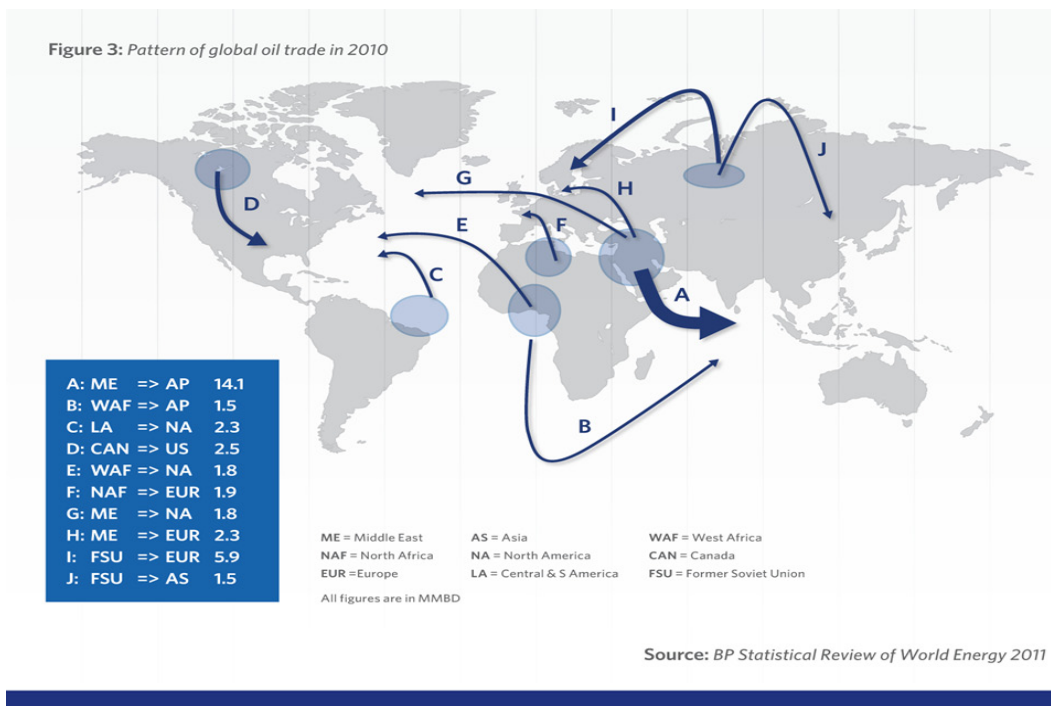 Figure 3: Pattern of global oil trade in 2010
I
J
G
H
D
E
F
C
A
B
A: ME => AP 14.1
B: WAF => AP 1.5
C: LA => NA 2.3
D: CAN => US 2.5
E: WAF => NA 1.8
F: NAF => EUR 1.9
G: ME => NA 1.8
H: ME => EUR 2.3
I: FSU => EUR 5.9
J: FSU => AS 1.5
ME = Middle East AS = Asia WAF = West Africa
NAF = North Africa NA = North America CAN = Canada
EUR =Europe LA = Central & S America FSU = Former Soviet Union
All figures are in MMBD
Source: BP Statistical Review of World Energy 2011